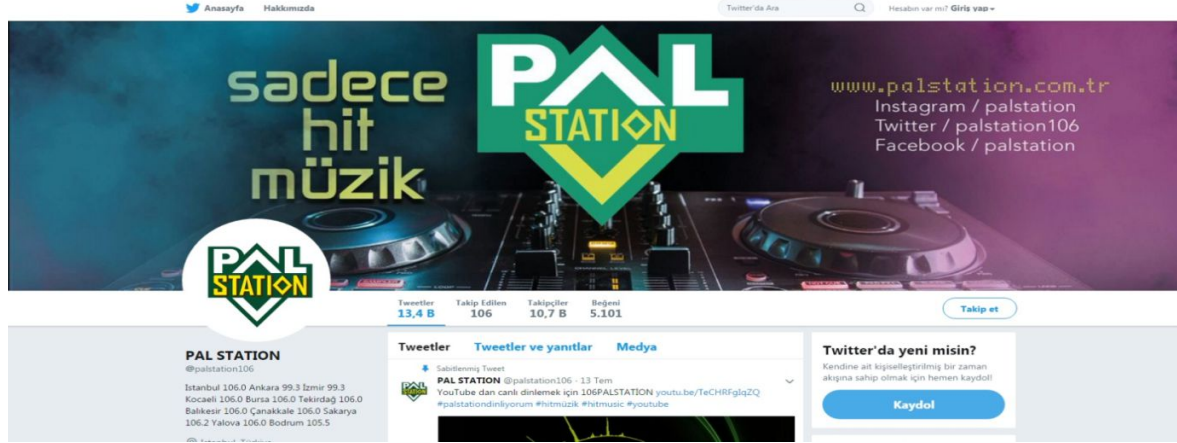 Anasayfa Hakkımızda Twitter'da Ara Hesabın var mı? Giriş yap
sadece
hit
müzik
PAL
STATION
www.palstation.com.tr
Instagram / palstation
Twitter / palstation106
Facebook / palstation
PAL
STATION
Tweetler Takip Edilen Takipçiler Beğeni
13,4 B 106 10,7 B 5.101
Takip et
PAL STATION
@palstation106
Istanbul 106.0 Ankara 99.3 İzmir 99.3
Kocaeli 106.0 Bursa 106.0 Tekirdağ 106.0
Balıkesir 106.0 Çanakkale 106.0 Sakarya
106.2 Yalova 106.0 Bodrum 105.5
Tweetler Tweetler ve yanıtlar Medya
Sabitlenmiş Tweet
PAL STATION @palstation106 · 13 Tem
YouTube dan canlı dinlemek için 106PALSTATİON youtu.be/TeCHRFgIqZQ
#palstationdinliyorum #hitmüzik #hitmusic #youtube
Twitter'da yeni misin?
Kendine ait kişiselleştirilmiş bir zaman
akışına sahip olmak için hemen kaydol!
Kaydol